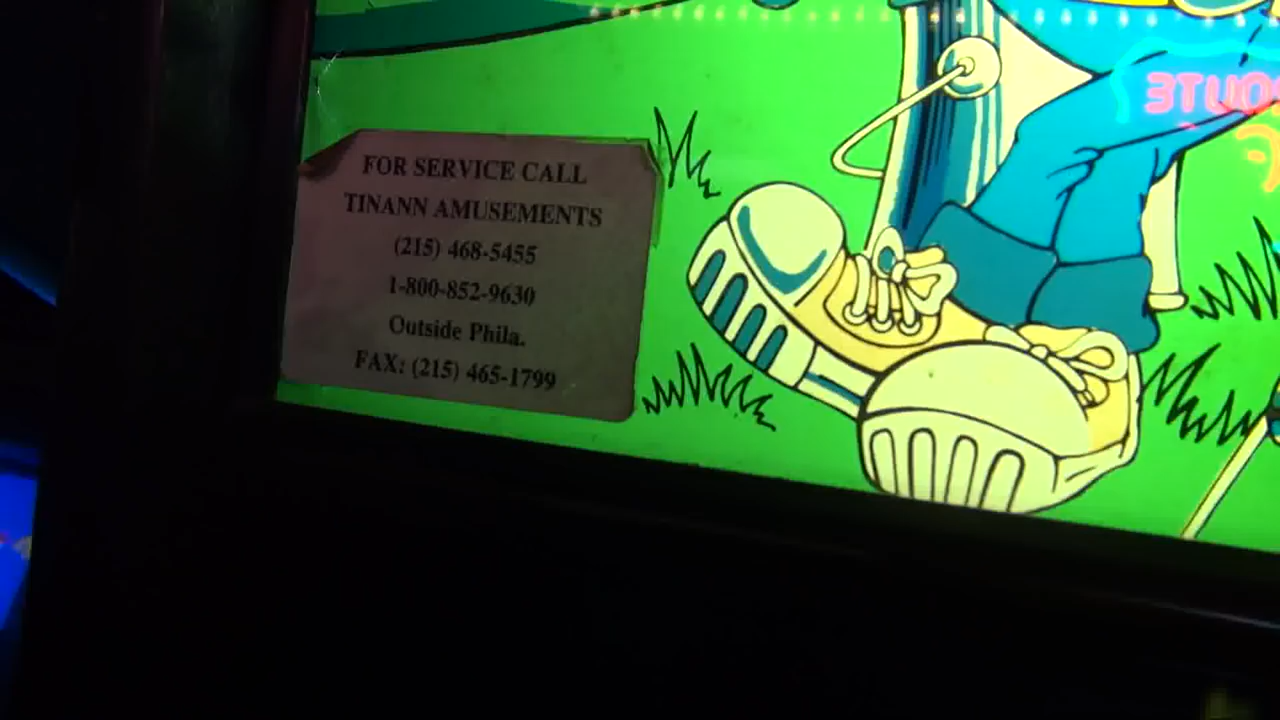 FOR SERVICE CALL
TINANN AMUSEMENTS
(215) 468-5455
1-800-852-9630
Outside Phila.
FAX: (215) 465-1799